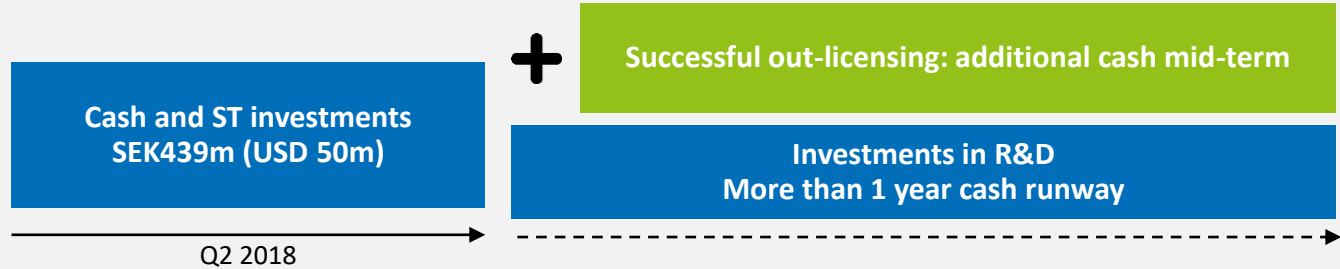 Cash and ST investments
SEK439m (USD 50m)
Q2 2018
Successful out-licensing: additional cash mid-term
Investments in R&D
More than 1 year cash runway